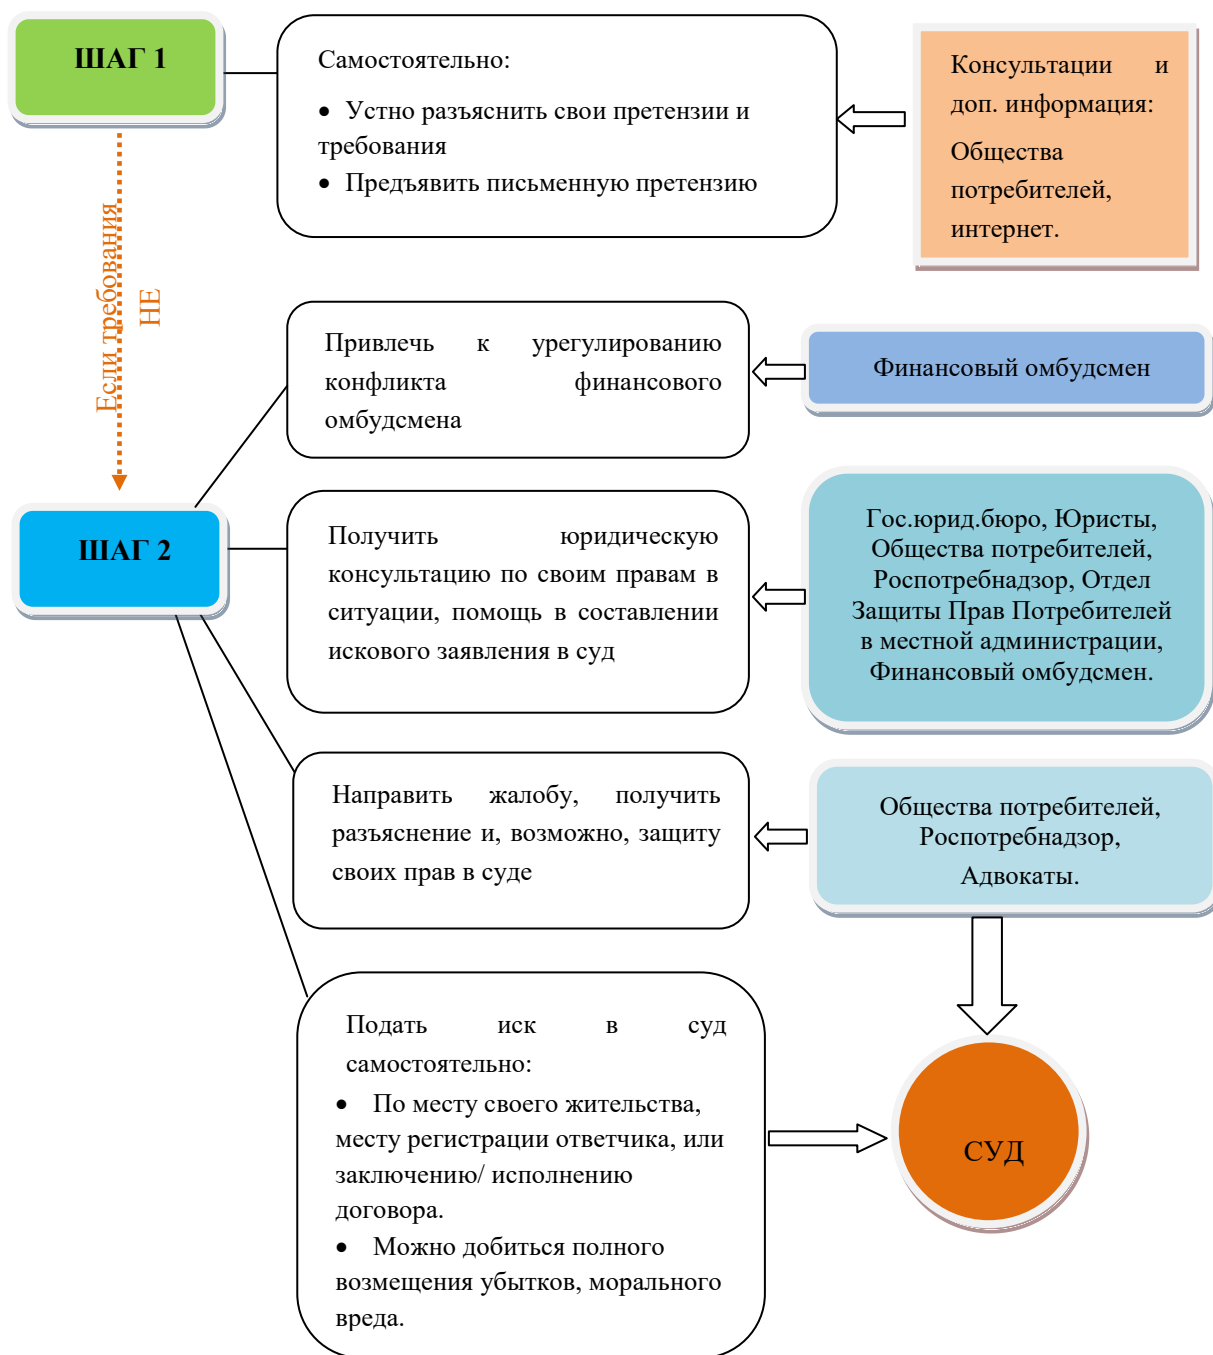 ШАГ 1
Самостоятельно:
• Устно разъяснить свои претензии и
требования
• Предъявить письменную претензию
Консультации и
доп. информация:
Общества
потребителей,
интернет.
Если требования
НЕ
Привлечь к урегулированию
конфликта финансового
омбудсмена
Финансовый омбудсмен
ШАГ 2
Получить юридическую
консультацию по своим правам в
ситуации, помощь в составлении
искового заявления в суд
Гос.юрид.бюро, Юристы,
Общества потребителей,
Роспотребнадзор, Отдел
Защиты Прав Потребителей
в местной администрации,
Финансовый омбудсмен.
Направить жалобу, получить
разъяснение и, возможно, защиту
своих прав в суде
Общества потребителей,
Роспотребнадзор,
Адвокаты.
Подать иск в суд
самостоятельно:
• По месту своего жительства,
месту регистрации ответчика, или
заключению/ исполнению
договора.
• Можно добиться полного
возмещения убытков, морального
вреда.
СУД